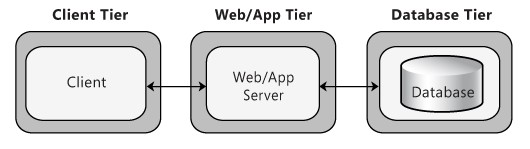 Client Tier
Web/App Tier
Database Tier
Client
Web/App
Server
Database